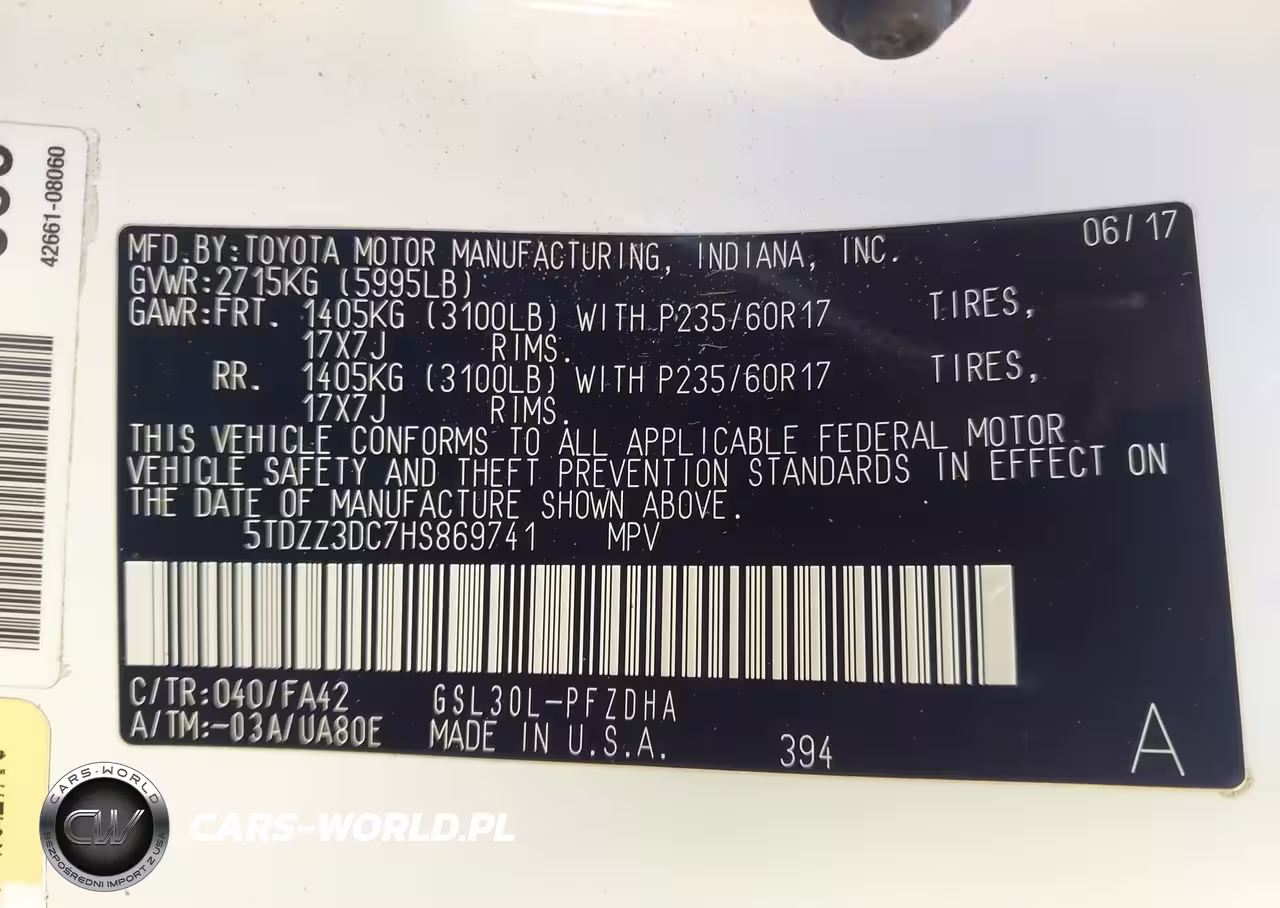 42661-08060
06/17
MFD.BY:TOYOTA MOTOR MANUFACTURING, INDIANA, INC.
GVWR:2715KG (5995LB)
GAWR:FRT. 1405KG (3100LB) WITH P235/60R17 TIRES,
17X7J RIMS.
RR. 1405KG (3100LB) WITH P235/60R17 TIRES,
17X7J RIMS.
THIS VEHICLE CONFORMS TO ALL APPLICABLE FEDERAL MOTOR
VEHICLE SAFETY AND THEFT PREVENTION STANDARDS IN EFFECT ON
THE DATE OF MANUFACTURE SHOWN ABOVE.
5TDZZ3DC7HS869741 MPV
C/TR:040/FA42 GSL30L-PFZDHA
A/TM:-03A/UA80E MADE IN U.S.A. 394
A
CARS-WORLD
CW
BEZPOŚREDNI IMPORT Z USA
CARS-WORLD.PL